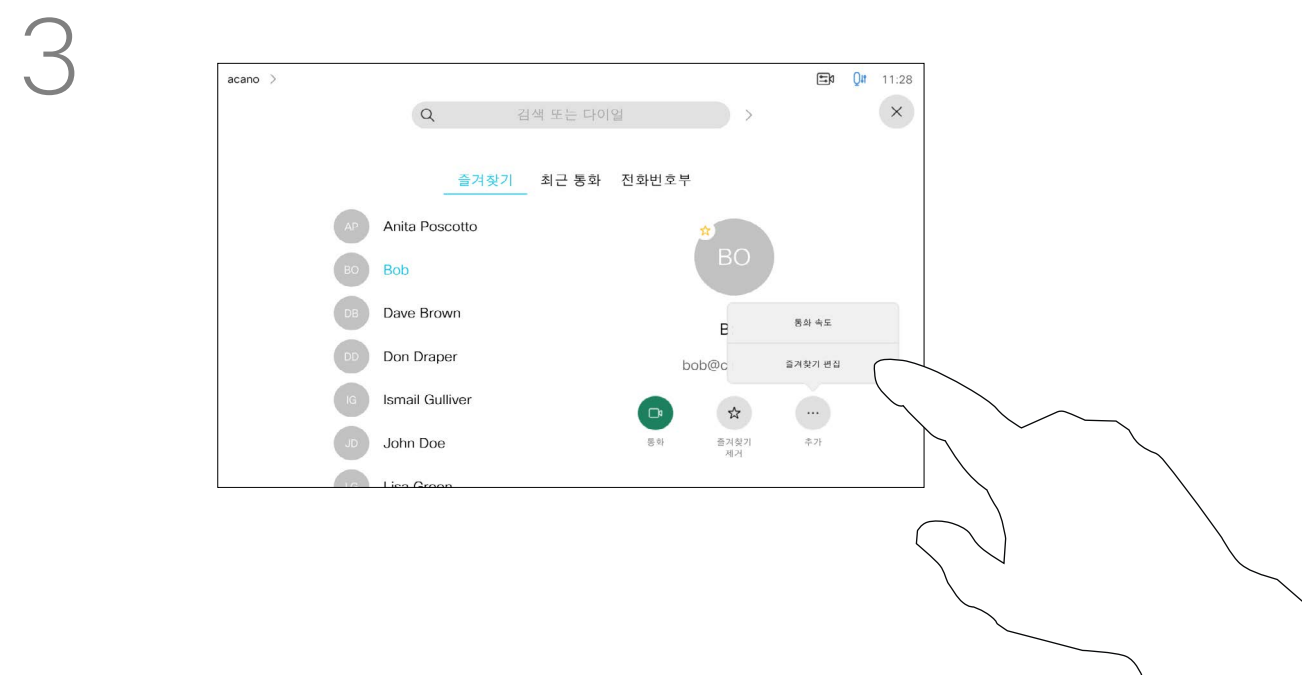 3
acano >
11:28
검색 또는 다이얼
즐겨찾기 최근 통화 전화번호부
AP Anita Poscotto
BO Bob
DB Dave Brown
DD Don Draper
IG Ismail Gulliver
JD John Doe
LG Lisa Green
BO
B
bob@c
통화 속도
즐겨찾기 편집
통화
즐겨찾기
제거
추가